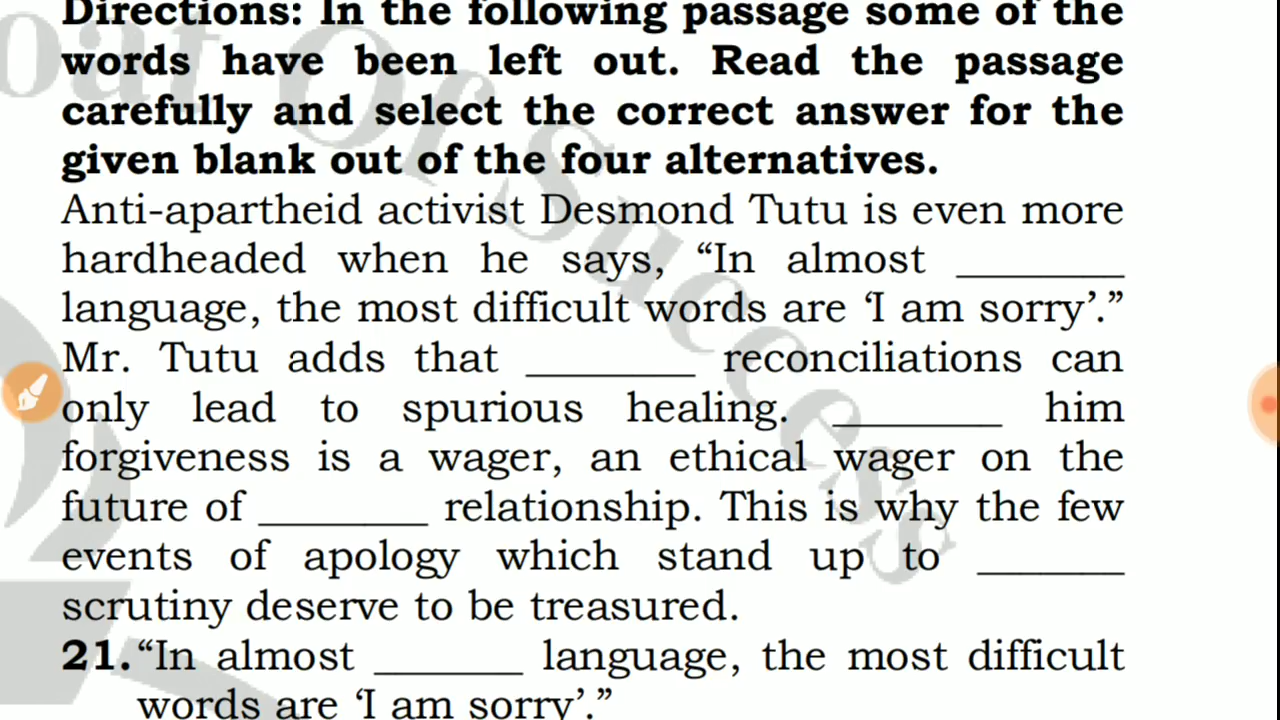 Directions: In the following passage some of the
words have been left out. Read the passage
carefully and select the correct answer for the
given blank out of the four alternatives.
Anti-apartheid activist Desmond Tutu is even more
hardheaded when he says, “In almost ________
language, the most difficult words are ‘I am sorry’.”
Mr. Tutu adds that ________ reconciliations can
only lead to spurious healing. ________ him
forgiveness is a wager, an ethical wager on the
future of ________ relationship. This is why the few
events of apology which stand up to _______
scrutiny deserve to be treasured.
21. “In almost _______ language, the most difficult
words are ‘I am sorry’.”
oat Of Success